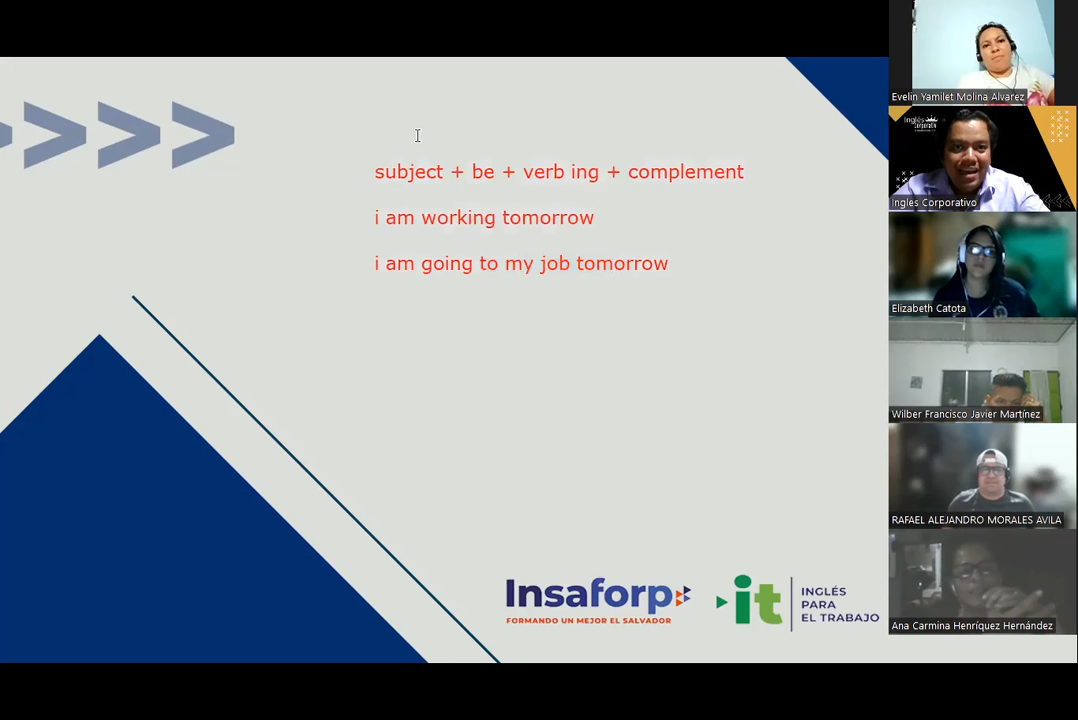 subject + be + verb ing + complement
i am working tomorrow
i am going to my job tomorrow
Insaforp
FORMANDO UN MEJOR EL SALVADOR
it
INGLÉS
PARA
EL TRABAJO
Evelin Yamilet Molina Alvarez
Inglés
Corporativo
Ingles Corporativo
Elizabeth Catota
Wilber Francisco Javier Martínez
RAFAEL ALEJANDRO MORALES AVILA
Ana Carmina Henríquez Hernández